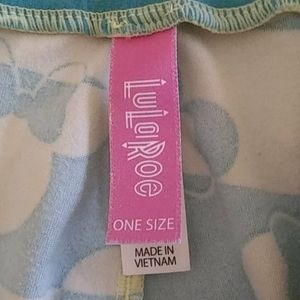 LuLaRoe
ONE SIZE
MADE IN
VIETNAM